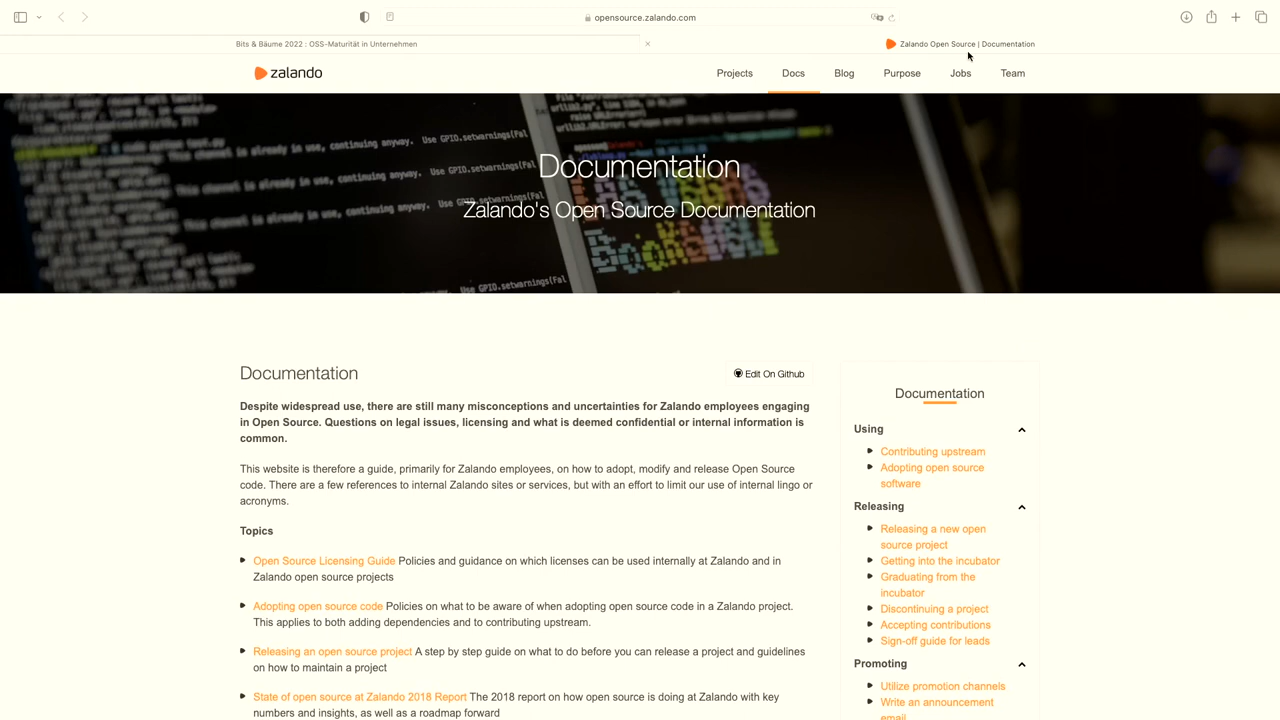 opensource.zalando.com
Bits & Bäume 2022 : OSS-Maturität in Unternehmen
Zalando Open Source | Documentation
zalando
Projects
Docs
Blog
Purpose
Jobs
Team
This channel is already in use, continuing anyway. Use GPIO.setwarnings(Fal
Documentation
Zalando's Open Source Documentation
Documentation
Edit On Github
Despite widespread use, there are still many misconceptions and uncertainties for Zalando employees engaging
in Open Source. Questions on legal issues, licensing and what is deemed confidential or internal information is
common.
This website is therefore a guide, primarily for Zalando employees, on how to adopt, modify and release Open Source
code. There are a few references to internal Zalando sites or services, but with an effort to limit our use of internal lingo or
acronyms.
Topics
Open Source Licensing Guide Policies and guidance on which licenses can be used internally at Zalando and in
Zalando open source projects
Adopting open source code Policies on what to be aware of when adopting open source code in a Zalando project.
This applies to both adding dependencies and to contributing upstream.
Releasing an open source project A step by step guide on what to do before you can release a project and guidelines
on how to maintain a project
State of open source at Zalando 2018 Report The 2018 report on how open source is doing at Zalando with key
numbers and insights, as well as a roadmap forward
Documentation
Using
Contributing upstream
Adopting open source
software
Releasing
Releasing a new open
source project
Getting into the incubator
Graduating from the
incubator
Discontinuing a project
Accepting contributions
Sign-off guide for leads
Promoting
Utilize promotion channels
Write an announcement
email